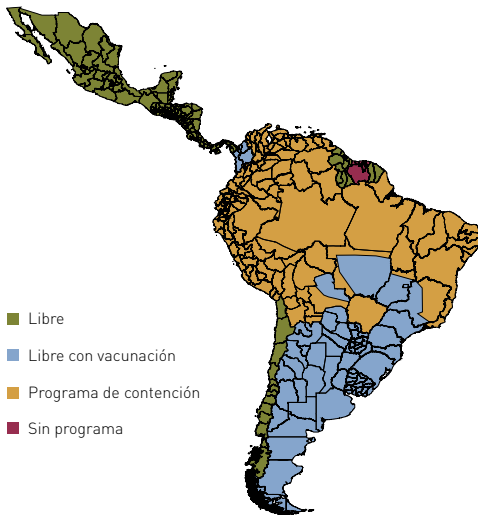 Libre
Libre con vacunación
Programa de contención
Sin programa